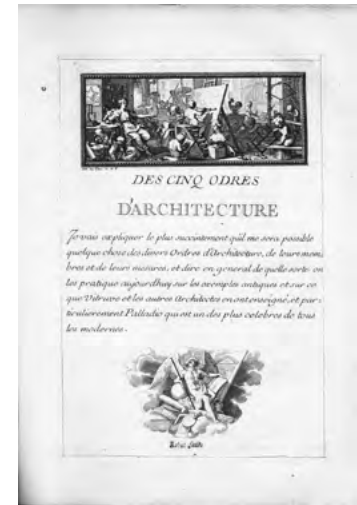 DES CINQ ODRES
D'ARCHITECTURE
Je vais expliquer le plus succintement qu'il me sera possible
quelque chose des divers Ordres d'Architecture, de leurs mem,
bres et de leurs mesures, et dire en general de quelle sorte on
les pratique aujourdhuy sur les exemples antiques et sur ce
que Vitruve et les autres Architectes en ont enseigné, et par,
ticulierement Palladio qui est un des plus celebres de tous
les modernes.